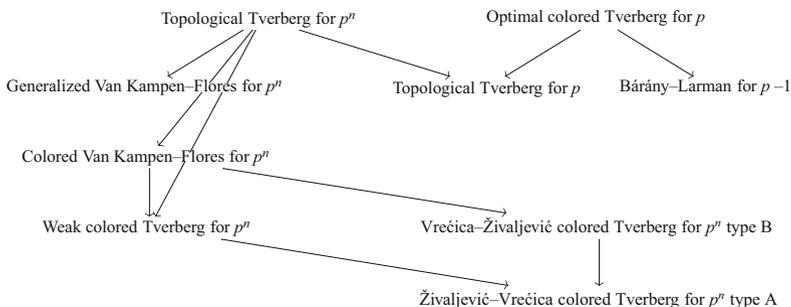 Topological Tverberg for pⁿ Optimal colored Tverberg for p
Generalized Van Kampen–Flores for pⁿ Topological Tverberg for p Bárány–Larman for p –1
Colored Van Kampen–Flores for pⁿ
Weak colored Tverberg for pⁿ Vrećica–Živaljević colored Tverberg for pⁿ type B
Živaljević–Vrećica colored Tverberg for pⁿ type A